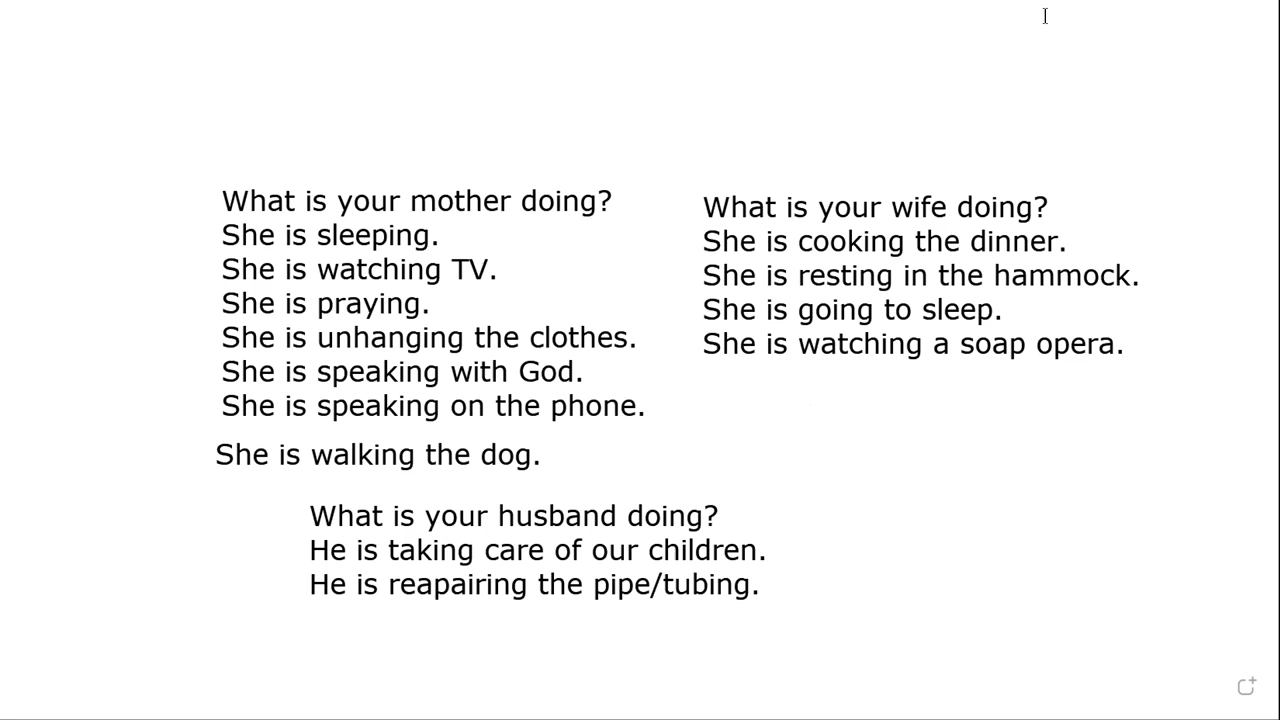 What is your mother doing?
She is sleeping.
She is watching TV.
She is praying.
She is unhanging the clothes.
She is speaking with God.
She is speaking on the phone.
She is walking the dog.
What is your wife doing?
She is cooking the dinner.
She is resting in the hammock.
She is going to sleep.
She is watching a soap opera.
What is your husband doing?
He is taking care of our children.
He is reapairing the pipe/tubing.